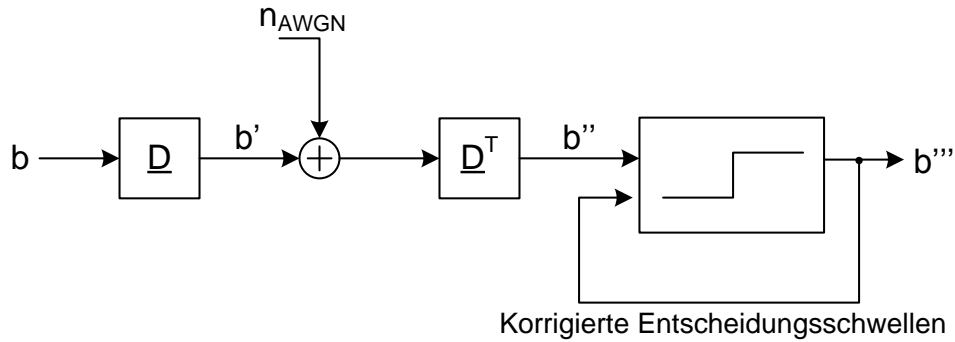 n_AWGN
b
D
b'
+
D^T
b''
b'''
Korrigierte Entscheidungsschwellen